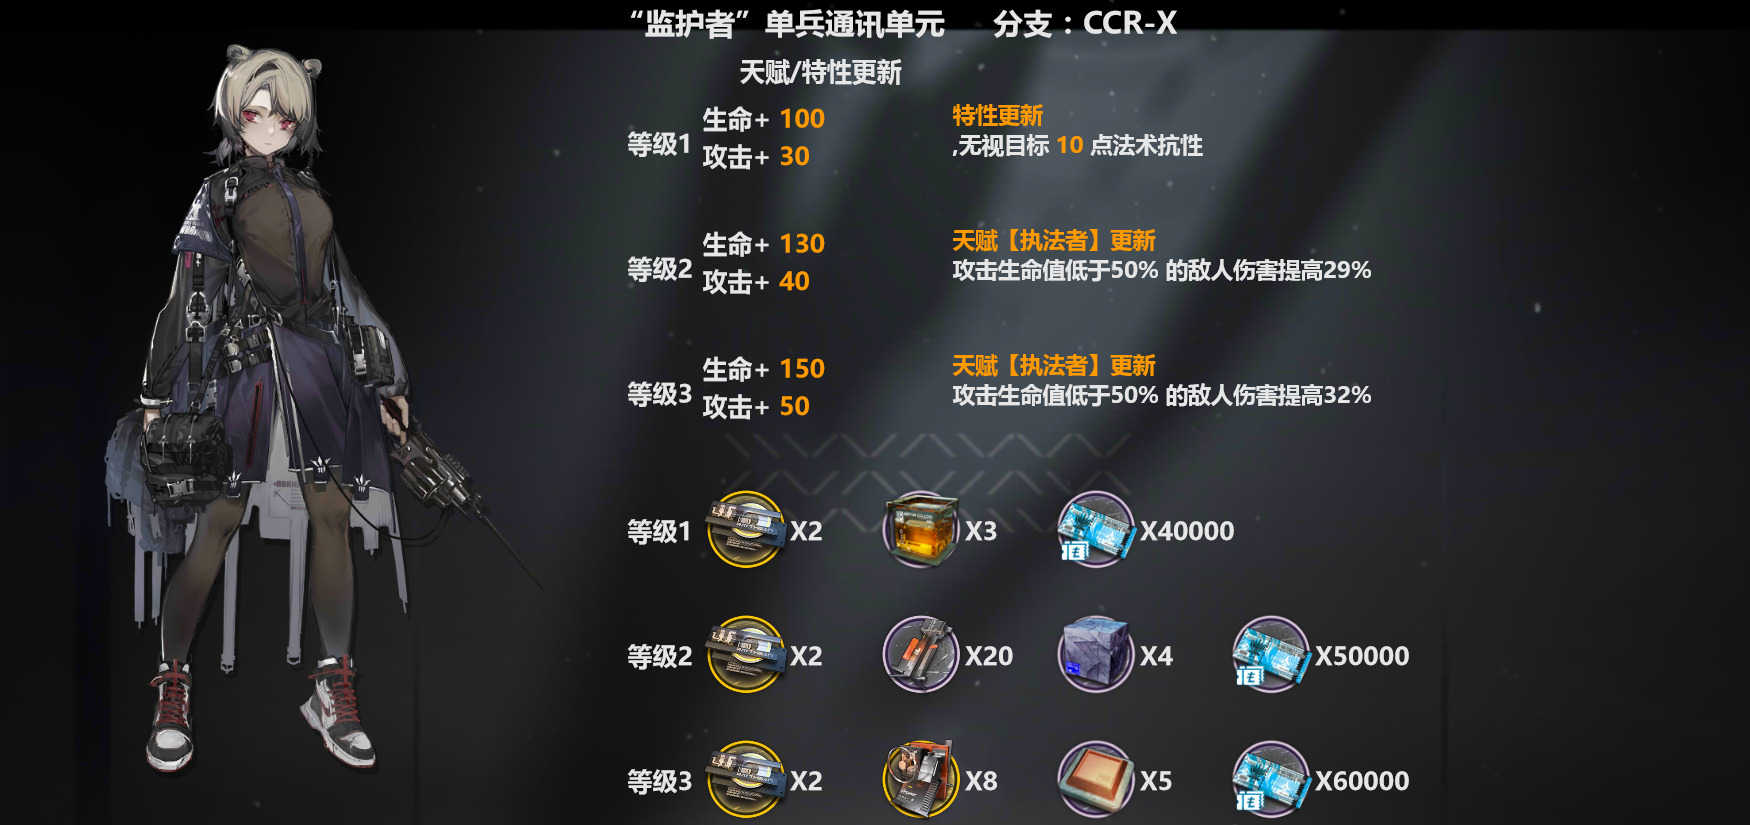 “监护者”单兵通讯单元 分支：CCR-X
天赋/特性更新
等级1
生命+ 100
攻击+ 30
特性更新
,无视目标 10 点法术抗性
等级2
生命+ 130
攻击+ 40
天赋【执法者】更新
攻击生命值低于50% 的敌人伤害提高29%
等级3
生命+ 150
攻击+ 50
天赋【执法者】更新
攻击生命值低于50% 的敌人伤害提高32%
等级1 X2 X3 X40000
等级2 X2 X20 X4 X50000
等级3 X2 X8 X5 X60000